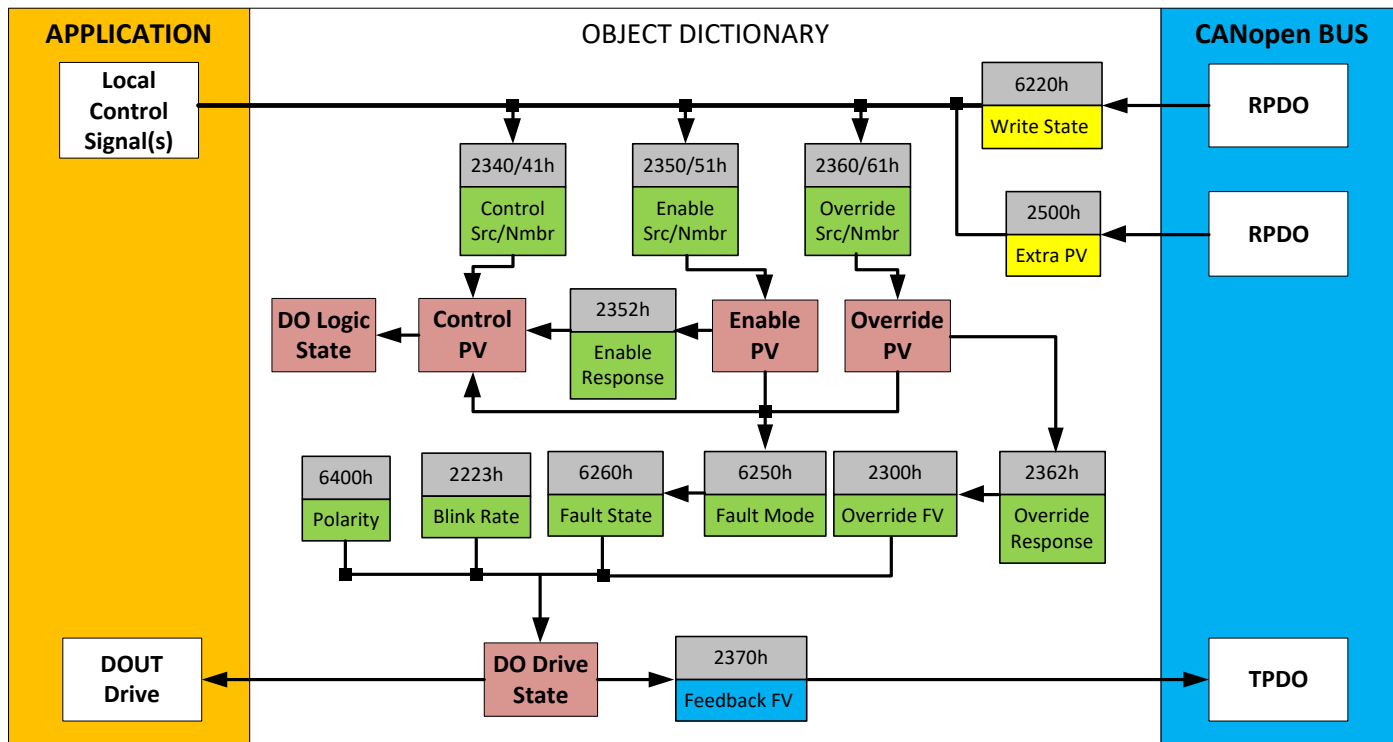 APPLICATION
OBJECT DICTIONARY
CANopen BUS
Local
Control
Signal(s)
6220h
Write State
RPDO
2340/41h
Control
Src/Nmbr
2350/51h
Enable
Src/Nmbr
2360/61h
Override
Src/Nmbr
2500h
Extra PV
RPDO
DO Logic
State
Control
PV
2352h
Enable
Response
Enable
PV
Override
PV
6400h
Polarity
2223h
Blink Rate
6260h
Fault State
6250h
Fault Mode
2300h
Override FV
2362h
Override
Response
DOUT
Drive
DO Drive
State
2370h
Feedback FV
TPDO